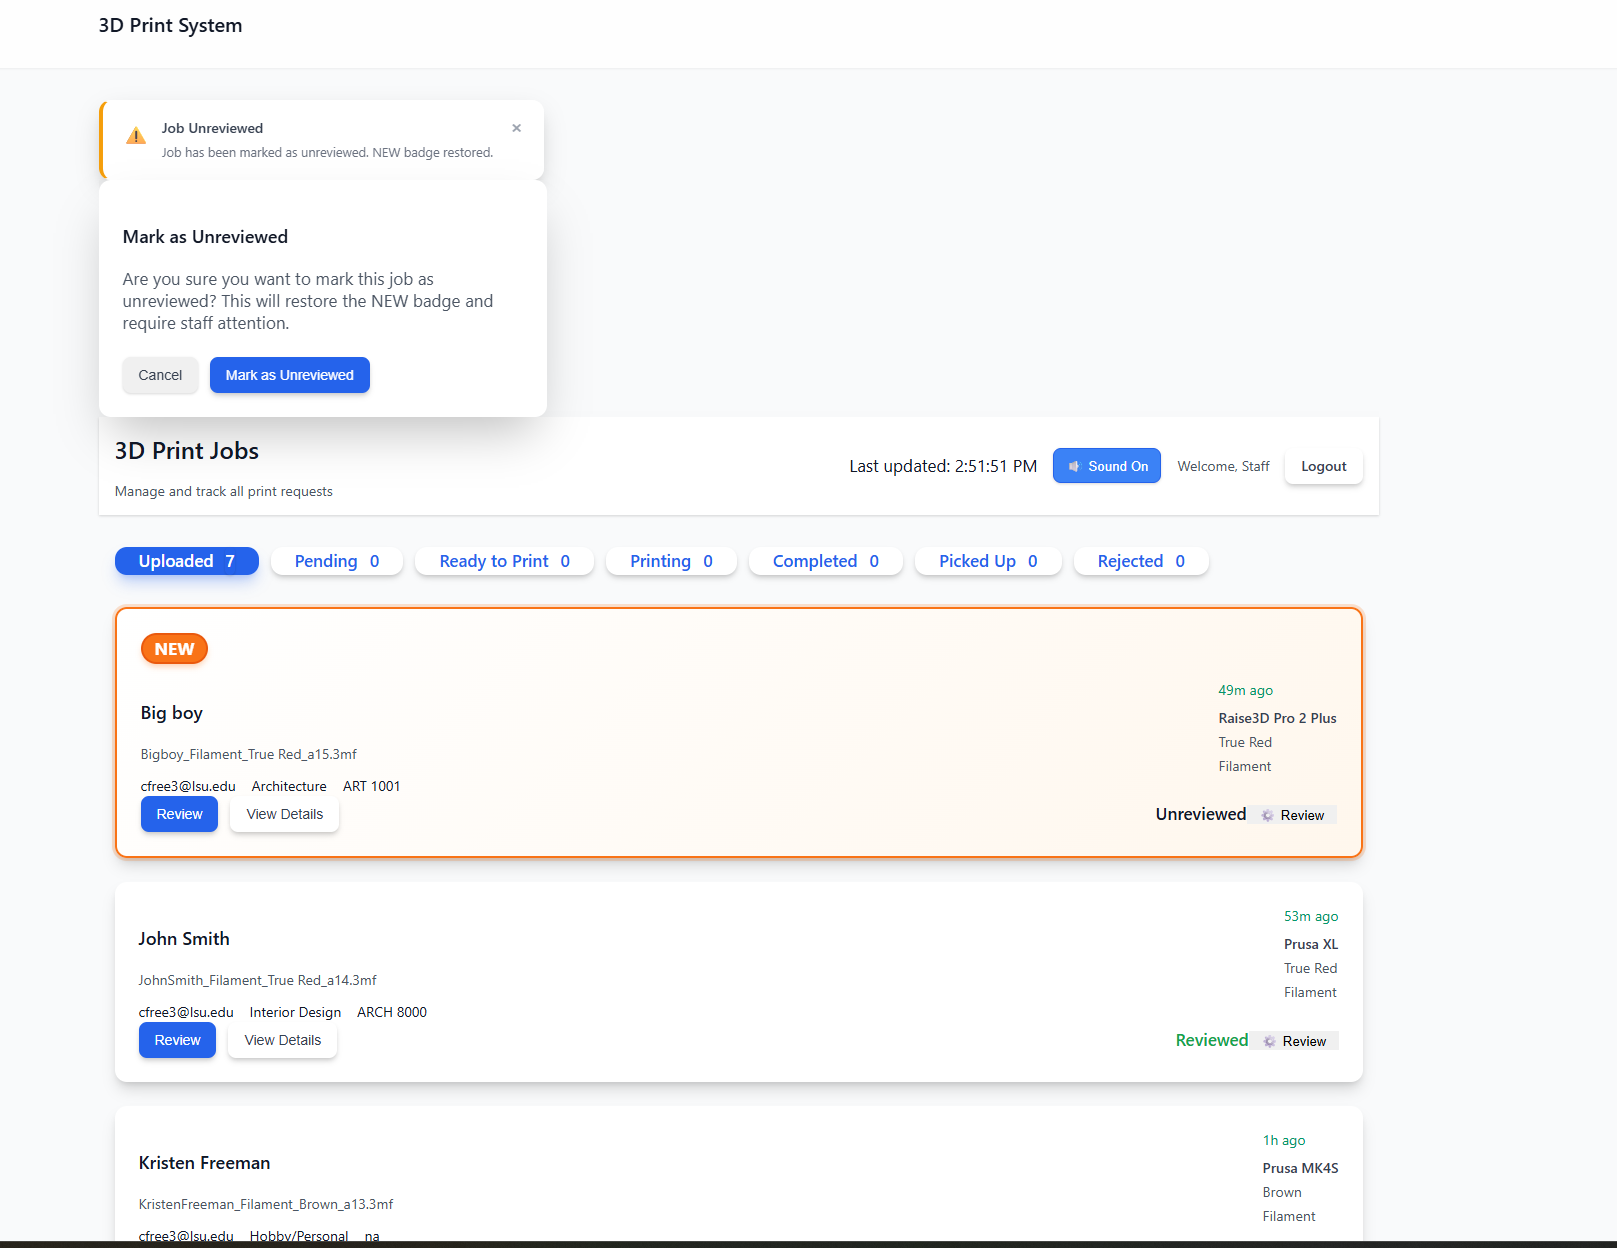 3D Print System
Job Unreviewed
×
Job has been marked as unreviewed. NEW badge restored.
Mark as Unreviewed
Are you sure you want to mark this job as
unreviewed? This will restore the NEW badge and
require staff attention.
Cancel
Mark as Unreviewed
3D Print Jobs
Manage and track all print requests
Last updated: 2:51:51 PM
Sound On
Welcome, Staff
Logout
Uploaded 7
Pending 0
Ready to Print 0
Printing 0
Completed 0
Picked Up 0
Rejected 0
NEW
Big boy
Bigboy_Filament_True Red_a15.3mf
cfree3@lsu.edu Architecture ART 1001
Review
View Details
49m ago
Raise3D Pro 2 Plus
True Red
Filament
Unreviewed
Review
John Smith
JohnSmith_Filament_True Red_a14.3mf
cfree3@lsu.edu Interior Design ARCH 8000
Review
View Details
53m ago
Prusa XL
True Red
Filament
Reviewed
Review
Kristen Freeman
KristenFreeman_Filament_Brown_a13.3mf
cfree3@lsu.edu Hobby/Personal na
1h ago
Prusa MK4S
Brown
Filament